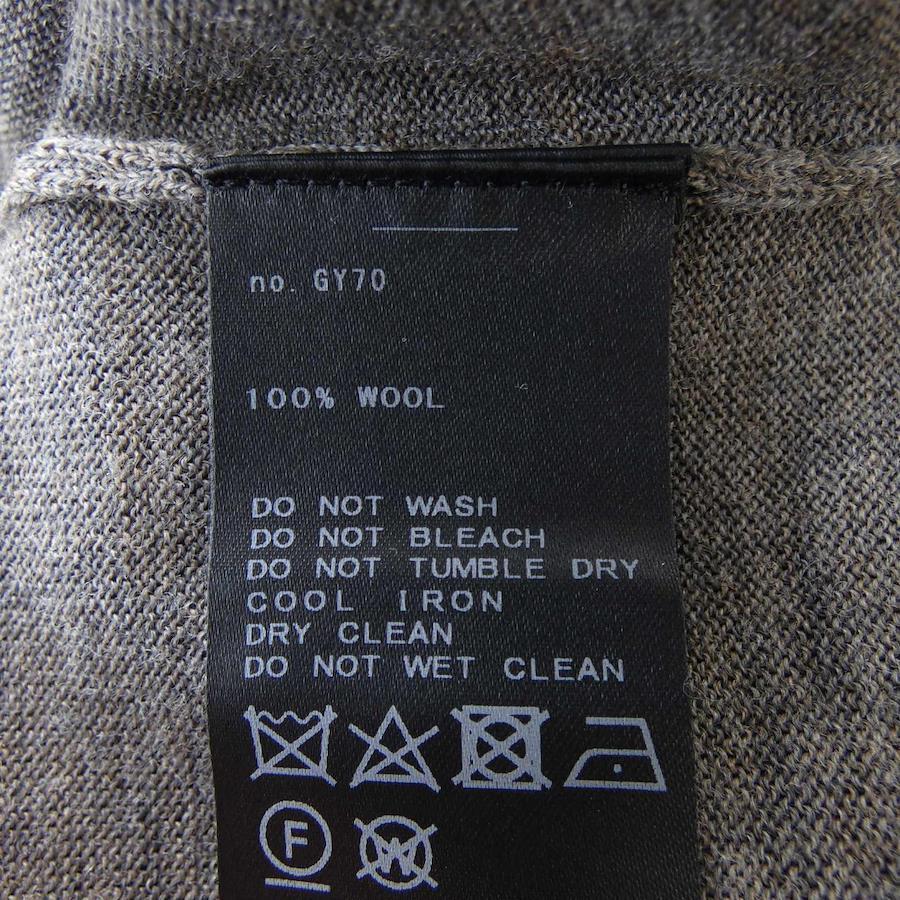 no. GY70
100% WOOL
DO NOT WASH
DO NOT BLEACH
DO NOT TUMBLE DRY
COOL IRON
DRY CLEAN
DO NOT WET CLEAN
F
W